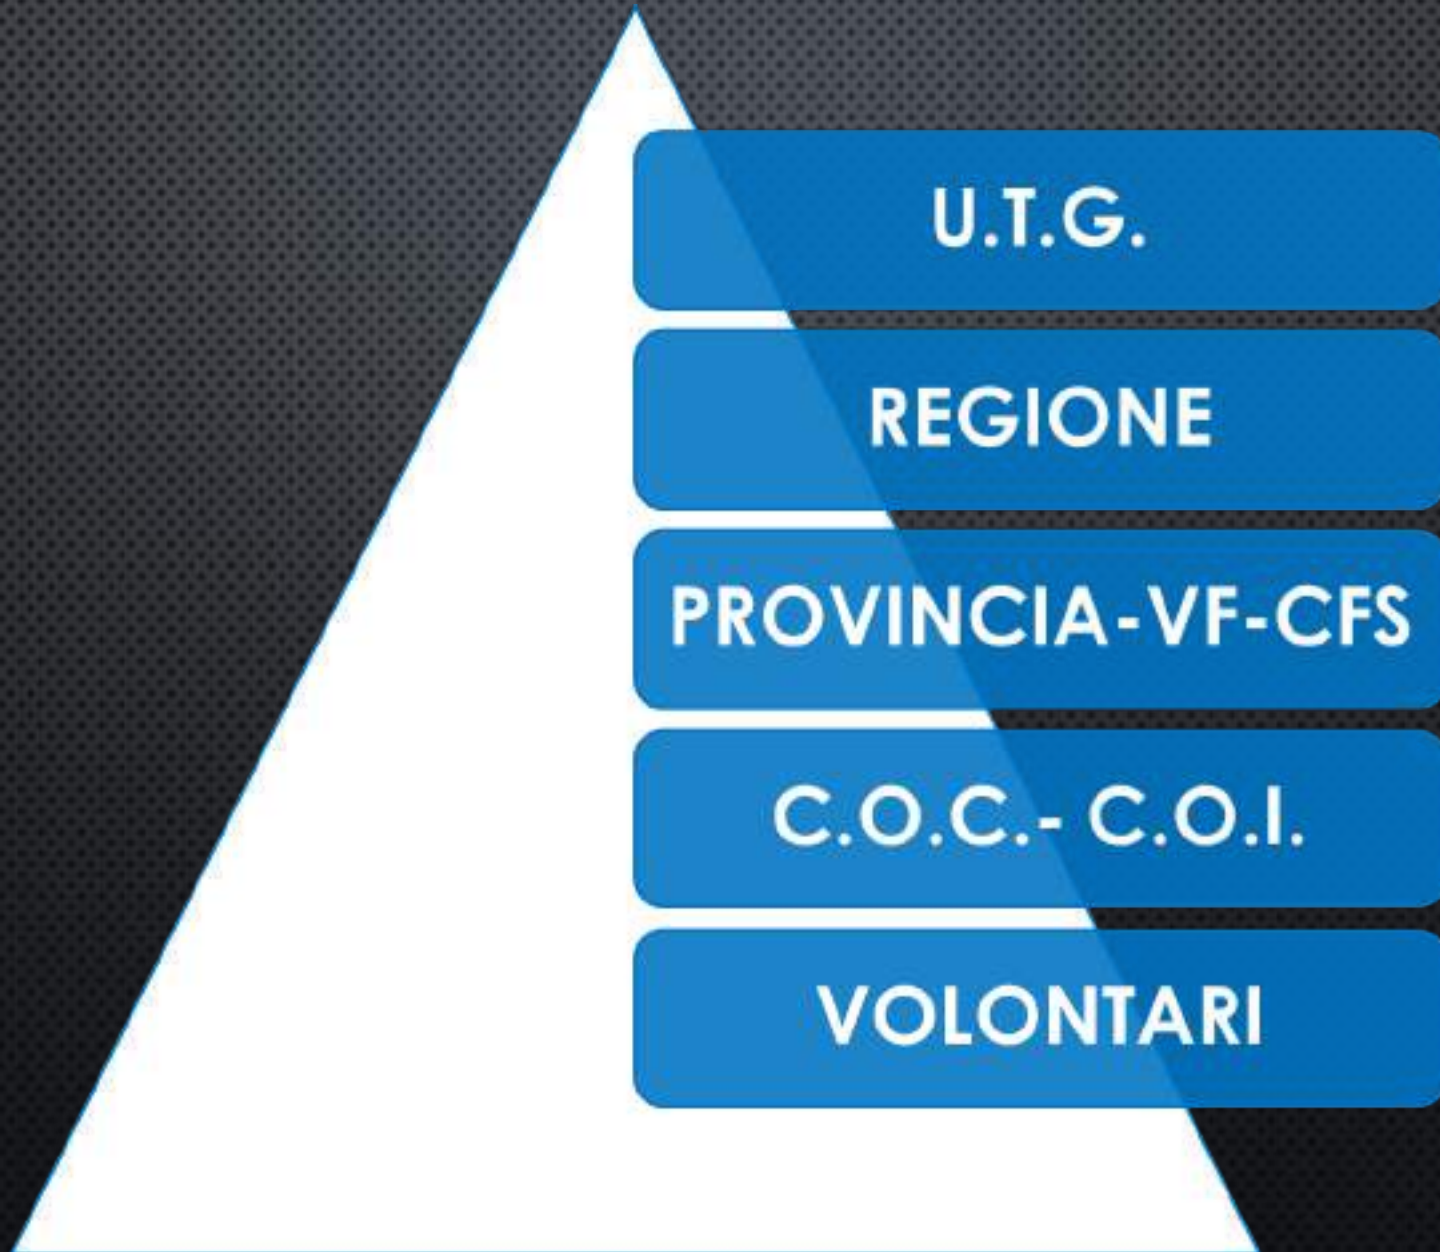 U.T.G.
REGIONE
PROVINCIA-VF-CFS
C.O.C.- C.O.I.
VOLONTARI